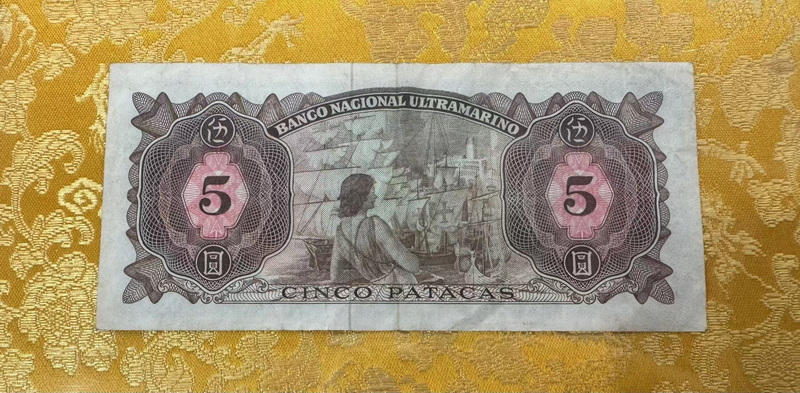 BANCO NACIONAL ULTRAMARINO
伍 伍
5 5
圓 圓
CINCO PATACAS